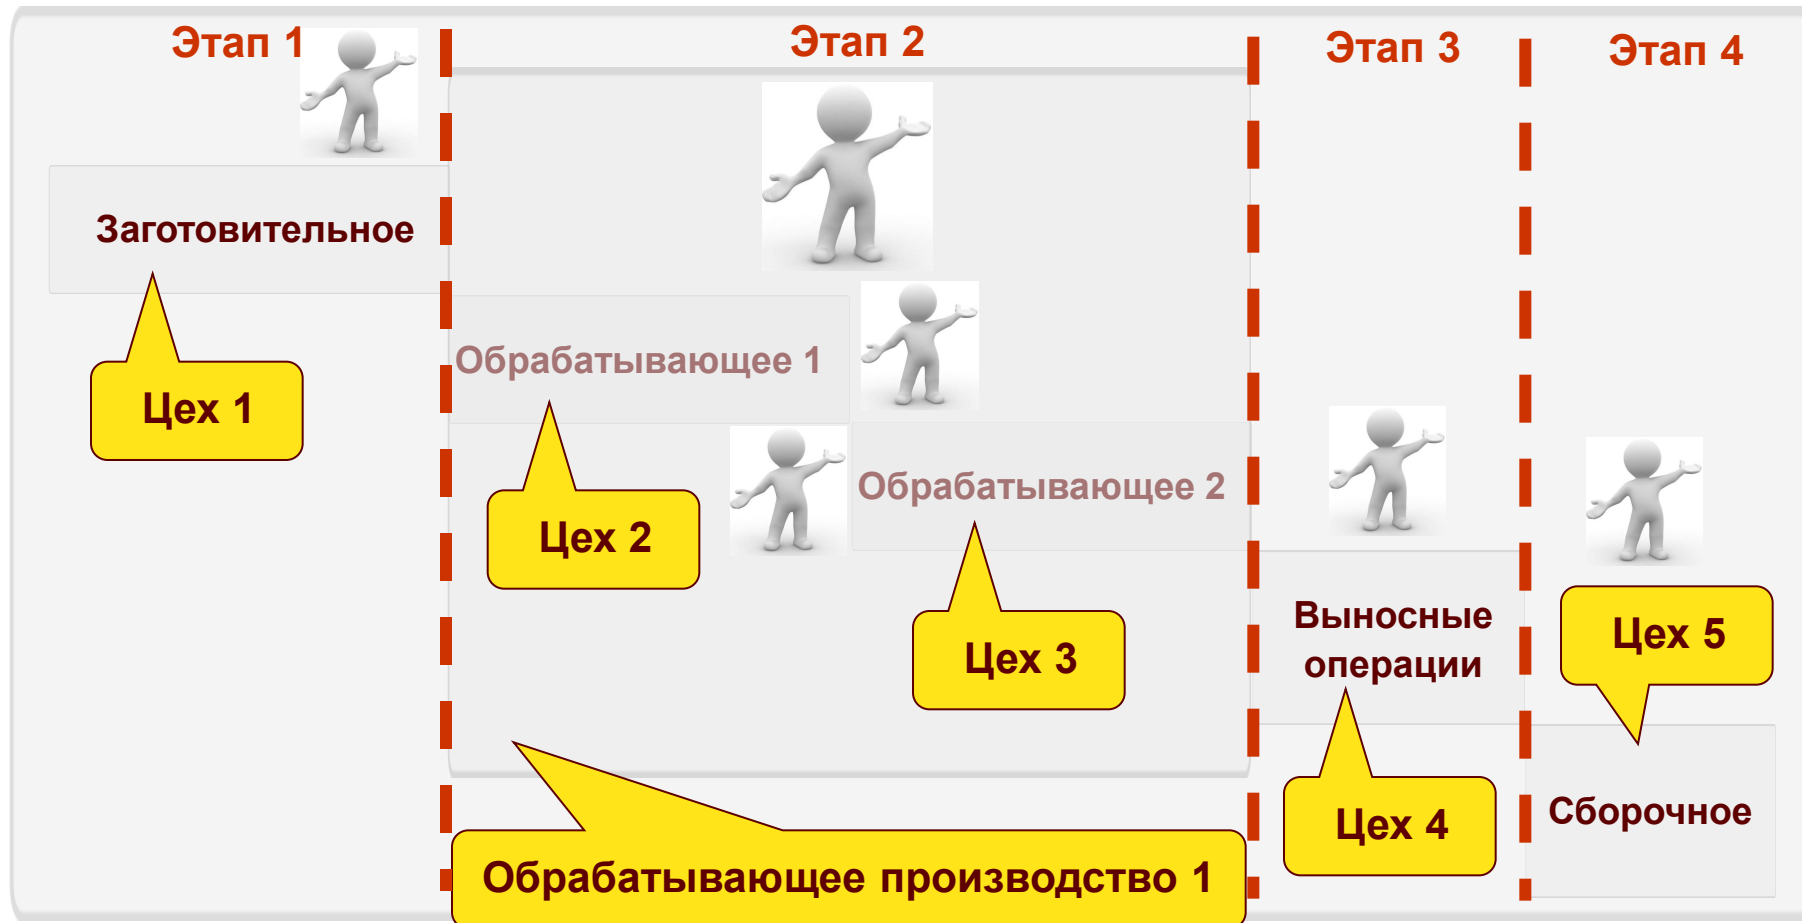 Этап 1
Этап 2
Этап 3
Этап 4
Заготовительное
Цех 1
Обрабатывающее 1
Цех 2
Обрабатывающее 2
Цех 3
Выносные
операции
Цех 4
Цех 5
Сборочное
Обрабатывающее производство 1